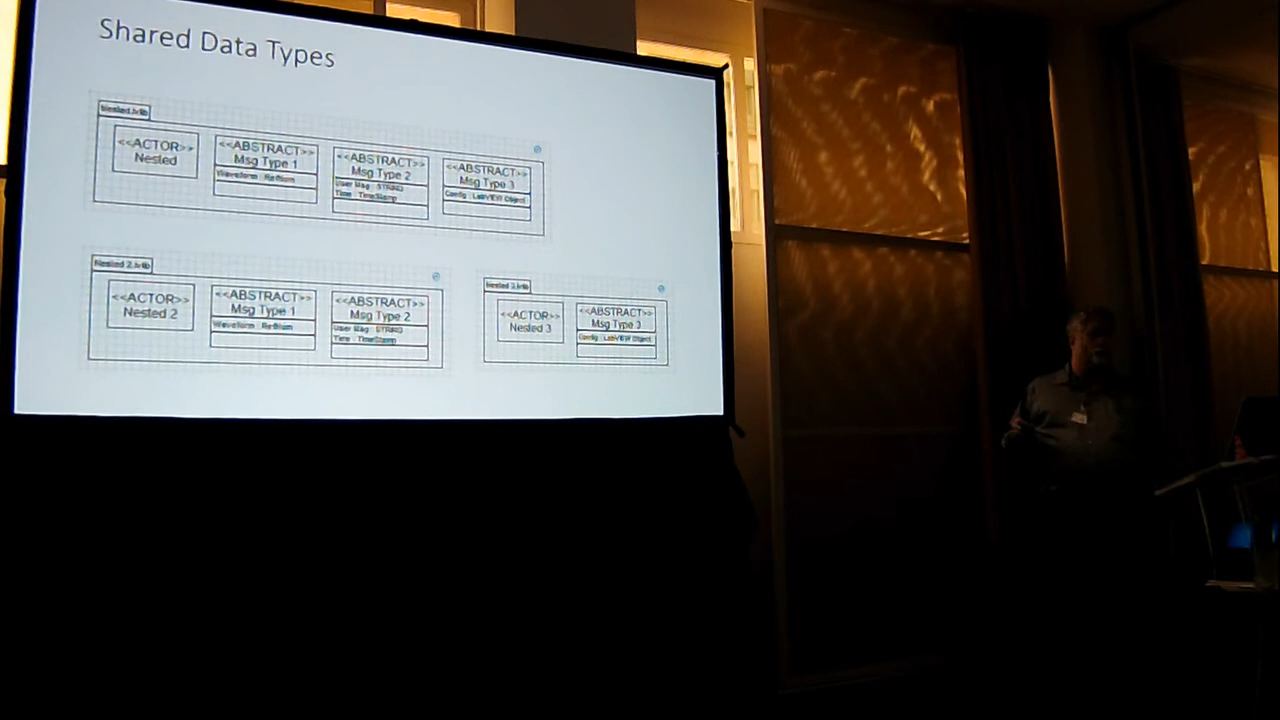 Shared Data Types
Nested.lvlib
<<ACTOR>>
Nested
<<ABSTRACT>>
Msg Type 1
Waveform : RefNum
<<ABSTRACT>>
Msg Type 2
User Msg : STRING
Time : TimeStamp
<<ABSTRACT>>
Msg Type 3
Config : LabVIEW Object
Nested 2.lvlib
<<ACTOR>>
Nested 2
<<ABSTRACT>>
Msg Type 1
Waveform : RefNum
<<ABSTRACT>>
Msg Type 2
User Msg : STRING
Time : TimeStamp
Nested 3.lvlib
<<ACTOR>>
Nested 3
<<ABSTRACT>>
Msg Type 3
Config : LabVIEW Object